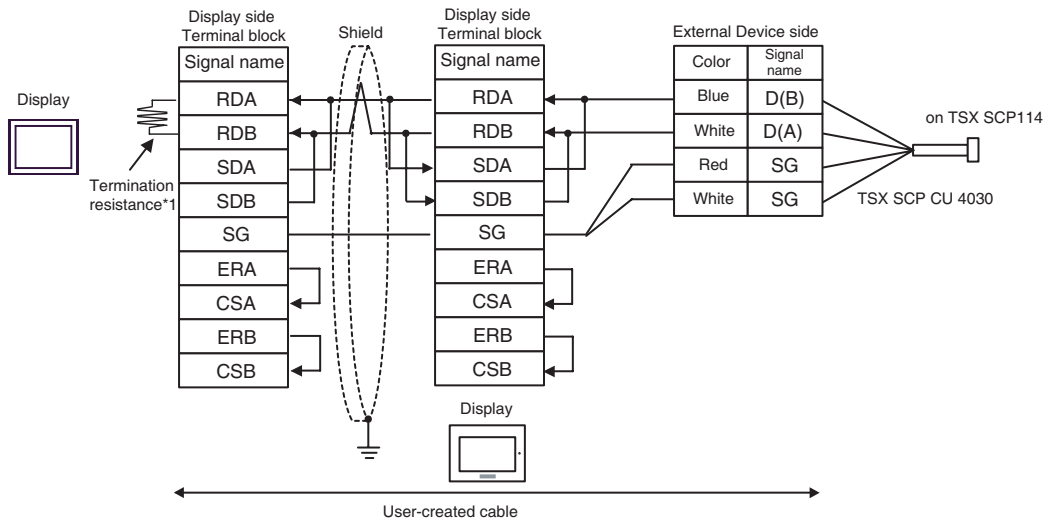 Display side
Terminal block
Shield
Display side
Terminal block
External Device side
Signal name
Signal name
Color
Signal
name
Display
RDA
RDA
Blue
D(B)
on TSX SCP114
RDB
RDB
White
D(A)
SDA
SDA
Red
SG
Termination
resistance*1
SDB
SDB
White
SG
TSX SCP CU 4030
SG
SG
ERA
ERA
CSA
CSA
ERB
ERB
CSB
CSB
Display
User-created cable